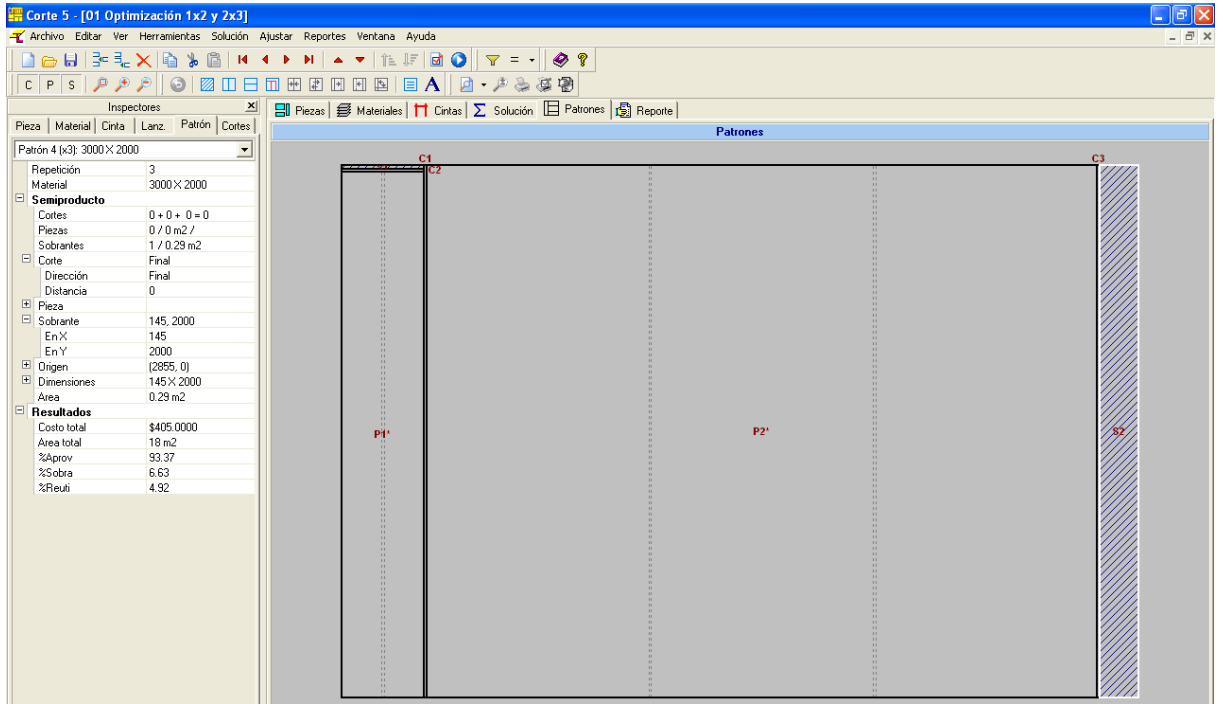 Corte 5 - [01 Optimización 1x2 y 2x3]
Archivo Editar Ver Herramientas Solución Ajustar Reportes Ventana Ayuda
C P S A
Inspectores
Pieza Material Cinta Lanz. Patrón Cortes
Piezas Materiales Cintas Solución Patrones Reporte
Patrones
Patrón 4 (x3): 3000 X 2000
Repetición 3
Material 3000 X 2000
Semiproducto
Cortes 0 + 0 + 0 = 0
Piezas 0 / 0 m2 /
Sobrantes 1 / 0.29 m2
Corte Final
Dirección Final
Distancia 0
Pieza
Sobrante 145, 2000
En X 145
En Y 2000
Origen (2855, 0)
Dimensiones 145 X 2000
Area 0.29 m2
Resultados
Costo total $405.0000
Area total 18 m2
%Aprov 93.37
%Sobra 6.63
%Reuti 4.92
C1 C3
C2
P1' P2' S2